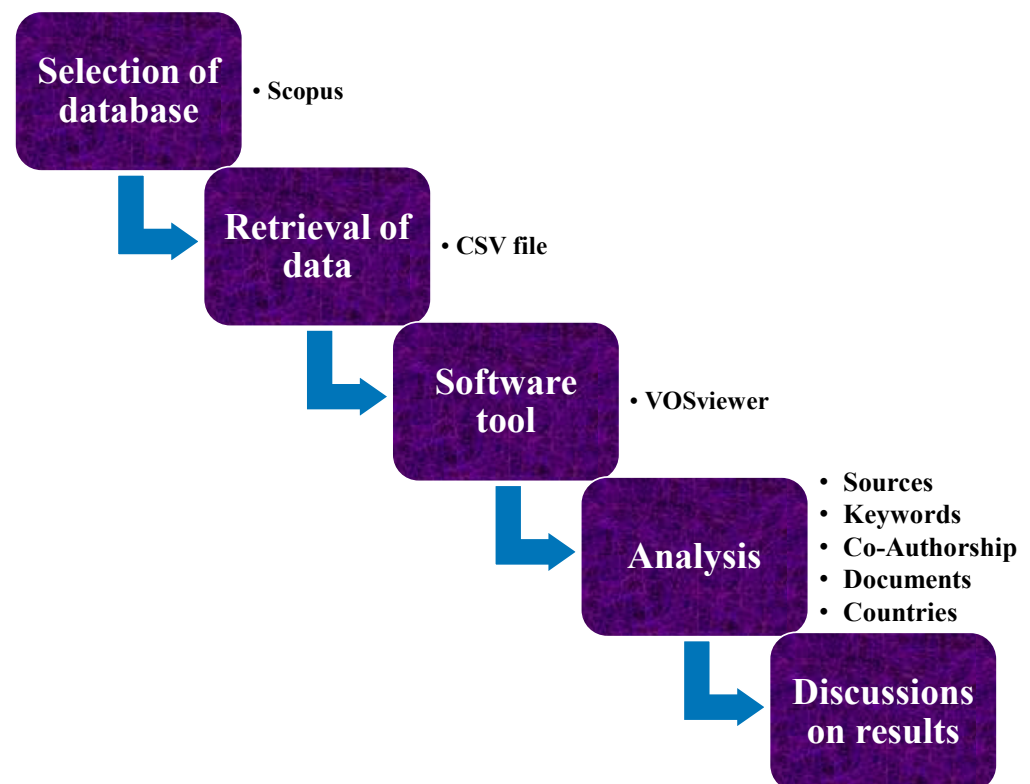 Selection of
database
• Scopus
Retrieval of
data
• CSV file
Software
tool
• VOSviewer
Analysis
• Sources
• Keywords
• Co-Authorship
• Documents
• Countries
Discussions
on results